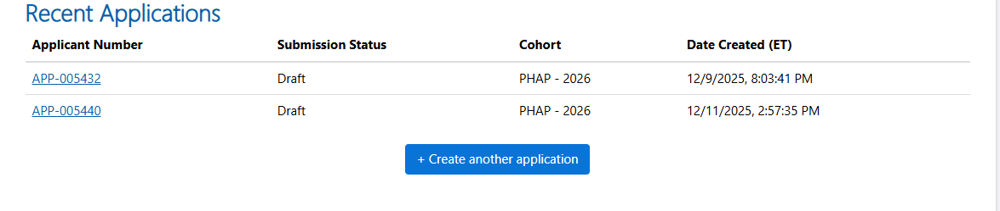 Recent Applications
Applicant Number Submission Status Cohort Date Created (ET)
APP-005432 Draft PHAP - 2026 12/9/2025, 8:03:41 PM
APP-005440 Draft PHAP - 2026 12/11/2025, 2:57:35 PM
+ Create another application